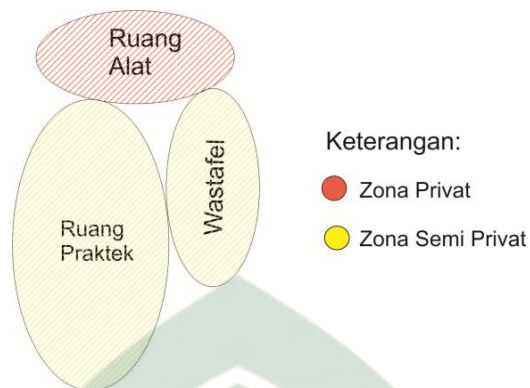 Ruang
Alat
Wastafel
Ruang
Praktek
Keterangan:
Zona Privat
Zona Semi Privat